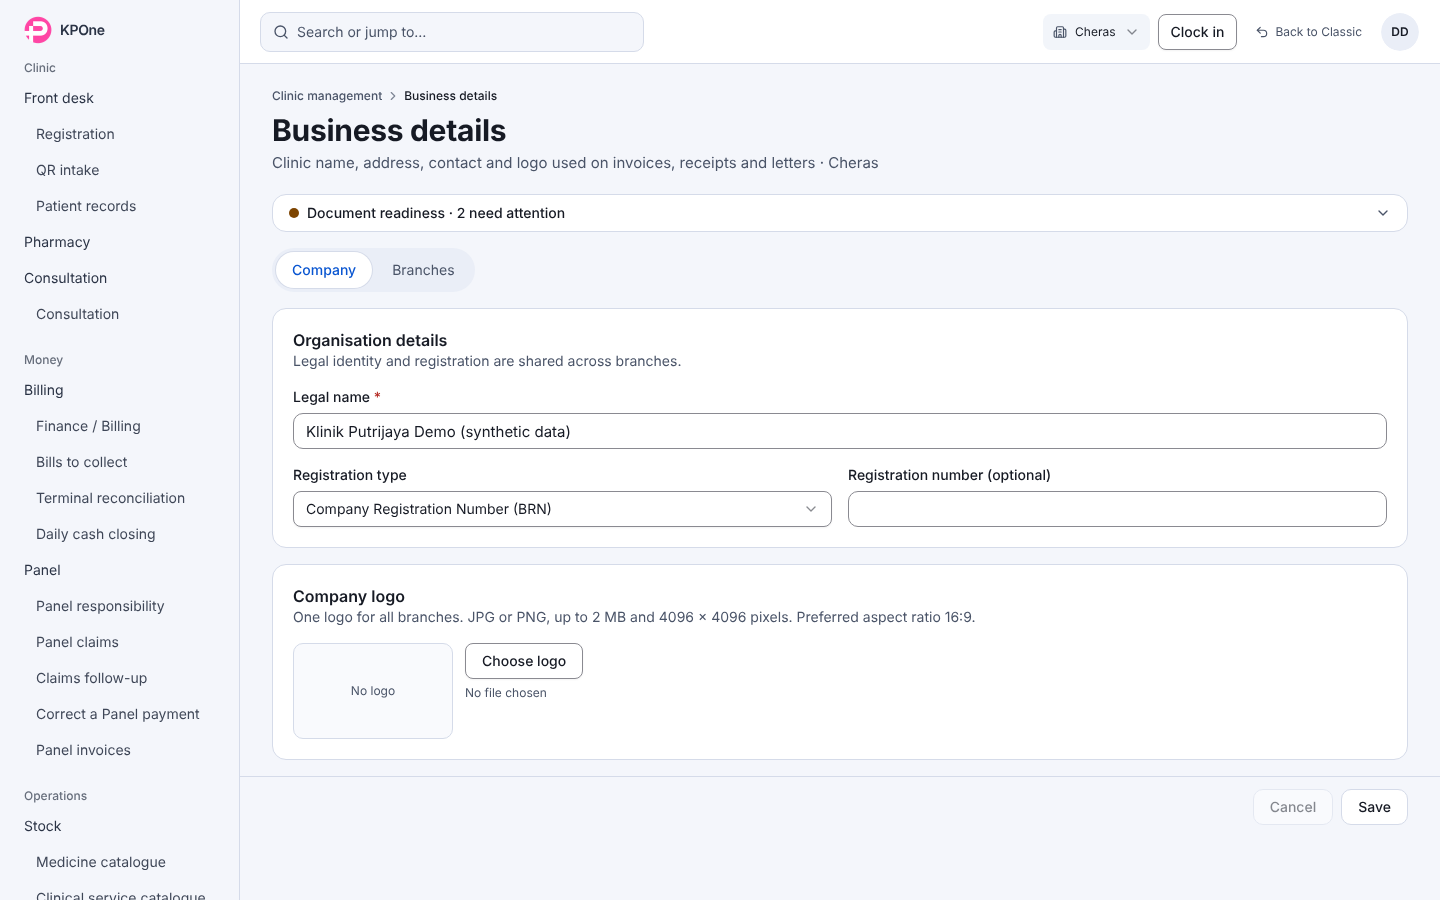 KPOne
Clinic
Front desk
Registration
QR intake
Patient records
Pharmacy
Consultation
Consultation
Money
Billing
Finance / Billing
Bills to collect
Terminal reconciliation
Daily cash closing
Panel
Panel responsibility
Panel claims
Claims follow-up
Correct a Panel payment
Panel invoices
Operations
Stock
Medicine catalogue
Clinical service catalogue
Search or jump to...
Cheras
Clock in
Back to Classic
DD
Clinic management > Business details
Business details
Clinic name, address, contact and logo used on invoices, receipts and letters · Cheras
Document readiness · 2 need attention
Company
Branches
Organisation details
Legal identity and registration are shared across branches.
Legal name *
Klinik Putrijaya Demo (synthetic data)
Registration type
Registration number (optional)
Company Registration Number (BRN)
Company logo
One logo for all branches. JPG or PNG, up to 2 MB and 4096 × 4096 pixels. Preferred aspect ratio 16:9.
No logo
Choose logo
No file chosen
Cancel
Save